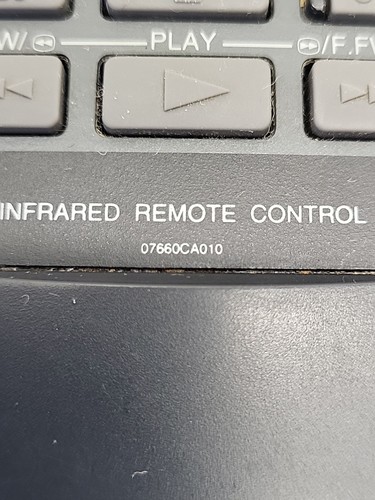 W/ PLAY /F.F
INFRARED REMOTE CONTROL
07660CA010